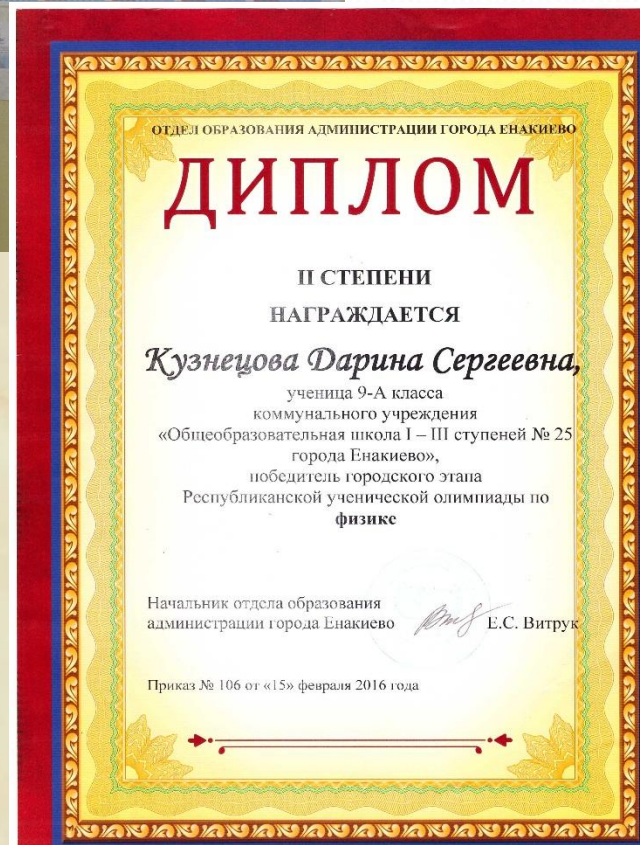 ОТДЕЛ ОБРАЗОВАНИЯ АДМИНИСТРАЦИИ ГОРОДА ЕНАКИЕВО
ДИПЛОМ
II СТЕПЕНИ
НАГРАЖДАЕТСЯ
Кузнецова Дарина Сергеевна,
ученица 9-А класса
коммунального учреждения
«Общеобразовательная школа I – III ступеней № 25
города Енакиево»,
победитель городского этапа
Республиканской ученической олимпиады по
физике
Начальник отдела образования
администрации города Енакиево Е.С. Витрук
Приказ № 106 от «15» февраля 2016 года